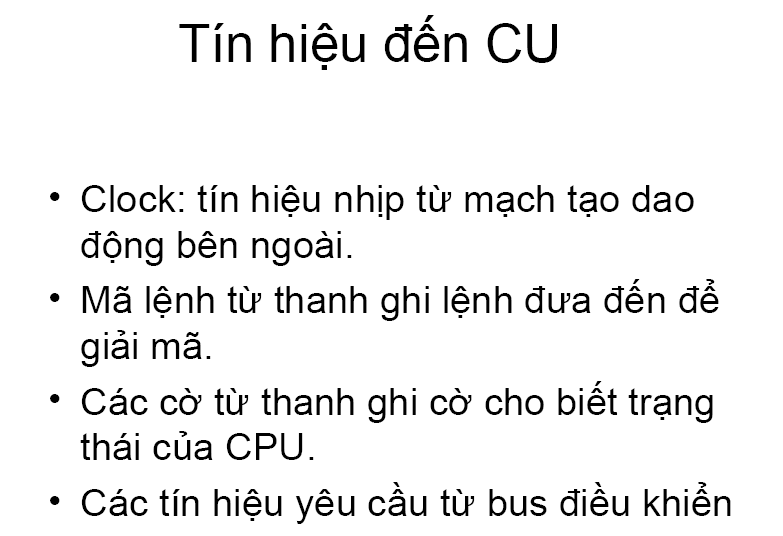 Tín hiệu đến CU
• Clock: tín hiệu nhịp từ mạch tạo dao
động bên ngoài.
• Mã lệnh từ thanh ghi lệnh đưa đến để
giải mã.
• Các cờ từ thanh ghi cờ cho biết trạng
thái của CPU.
• Các tín hiệu yêu cầu từ bus điều khiển